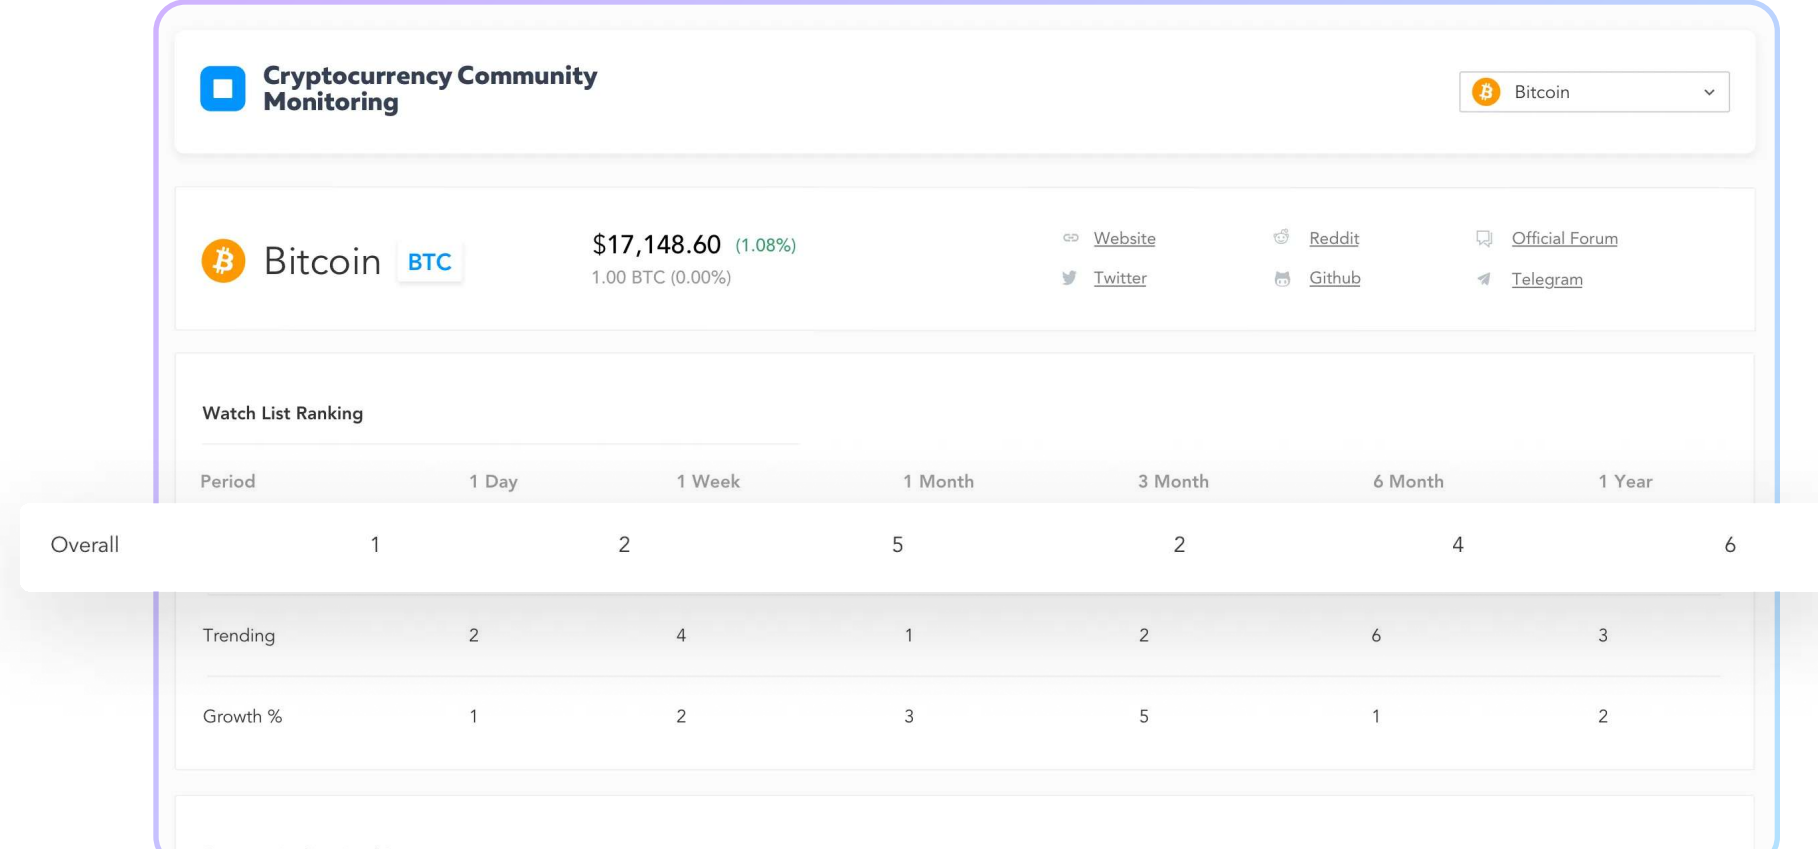 Cryptocurrency Community
Monitoring
Bitcoin
Bitcoin BTC
$17,148.60 (1.08%)
1.00 BTC (0.00%)
Website Reddit Official Forum
Twitter Github Telegram
Watch List Ranking
Period 1 Day 1 Week 1 Month 3 Month 6 Month 1 Year
Overall 1 2 5 2 4 6
Trending 2 4 1 2 6 3
Growth % 1 2 3 5 1 2